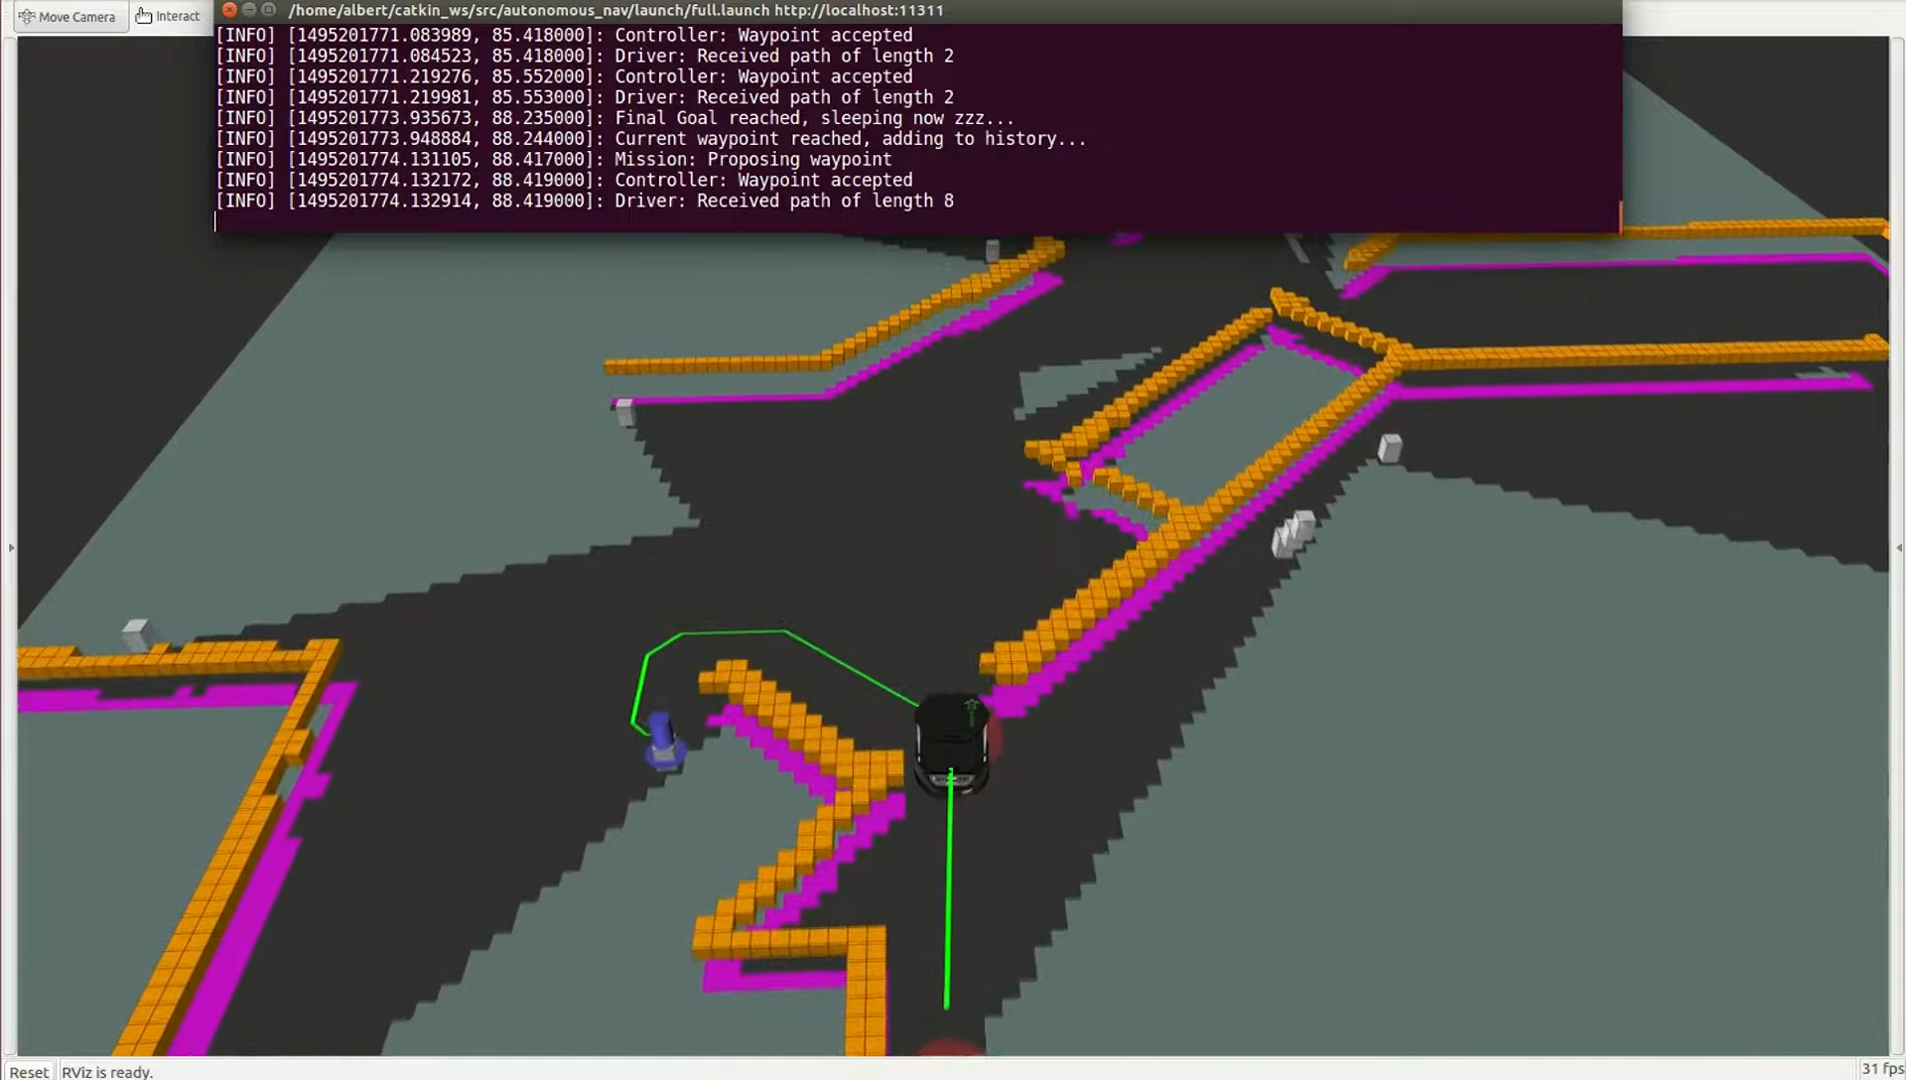 Move Camera
Interact
/home/albert/catkin_ws/src/autonomous_nav/launch/full.launch http://localhost:11311
[INFO] [1495201771.083989, 85.418000]: Controller: Waypoint accepted
[INFO] [1495201771.084523, 85.418000]: Driver: Received path of length 2
[INFO] [1495201771.219276, 85.552000]: Controller: Waypoint accepted
[INFO] [1495201771.219981, 85.553000]: Driver: Received path of length 2
[INFO] [1495201773.935673, 88.235000]: Final Goal reached, sleeping now zzz...
[INFO] [1495201773.948884, 88.244000]: Current waypoint reached, adding to history...
[INFO] [1495201774.131105, 88.417000]: Mission: Proposing waypoint
[INFO] [1495201774.132172, 88.419000]: Controller: Waypoint accepted
[INFO] [1495201774.132914, 88.419000]: Driver: Received path of length 8
Reset
RViz is ready.
31 fps